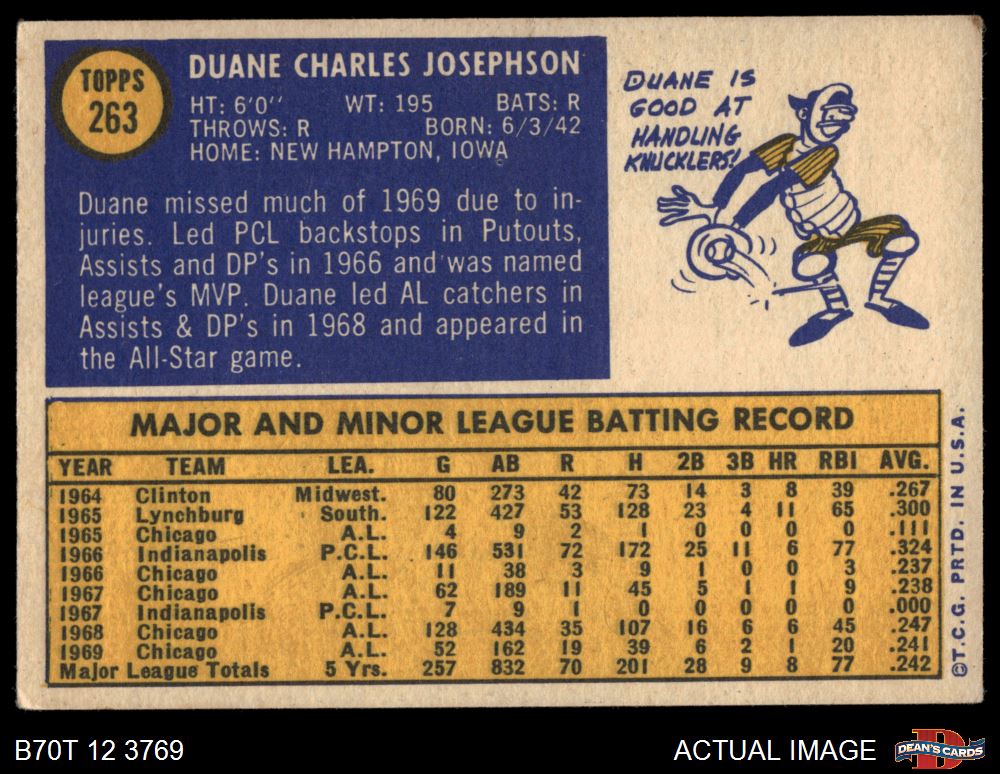 TOPPS
263
DUANE CHARLES JOSEPHSON
HT: 6'0" WT: 195 BATS: R
THROWS: R BORN: 6/3/42
HOME: NEW HAMPTON, IOWA
Duane missed much of 1969 due to in-
juries. Led PCL backstops in Putouts,
Assists and DP's in 1966 and was named
league's MVP. Duane led AL catchers in
Assists & DP's in 1968 and appeared in
the All-Star game.
DUANE IS
GOOD AT
HANDLING
KNUCKLERS!
MAJOR AND MINOR LEAGUE BATTING RECORD
YEAR TEAM LEA. G AB R H 2B 3B HR RBI AVG.
1964 Clinton Midwest. 80 273 42 73 14 3 8 39 .267
1965 Lynchburg South. 122 427 53 128 23 4 11 65 .300
1965 Chicago A.L. 4 9 2 1 0 0 0 0 .111
1966 Indianapolis P.C.L. 146 531 72 172 25 11 6 77 .324
1966 Chicago A.L. 11 38 3 9 1 0 0 3 .237
1967 Chicago A.L. 62 189 11 45 5 1 1 9 .238
1967 Indianapolis P.C.L. 7 9 1 0 0 0 0 0 .000
1968 Chicago A.L. 128 434 35 107 16 6 6 45 .247
1969 Chicago A.L. 52 162 19 39 6 2 1 20 .241
Major League Totals 5 Yrs. 257 832 70 201 28 9 8 77 .242
©T.C.G. PRTD. IN U.S.A.
B70T 12 3769
ACTUAL IMAGE
D
DEAN'S CARDS